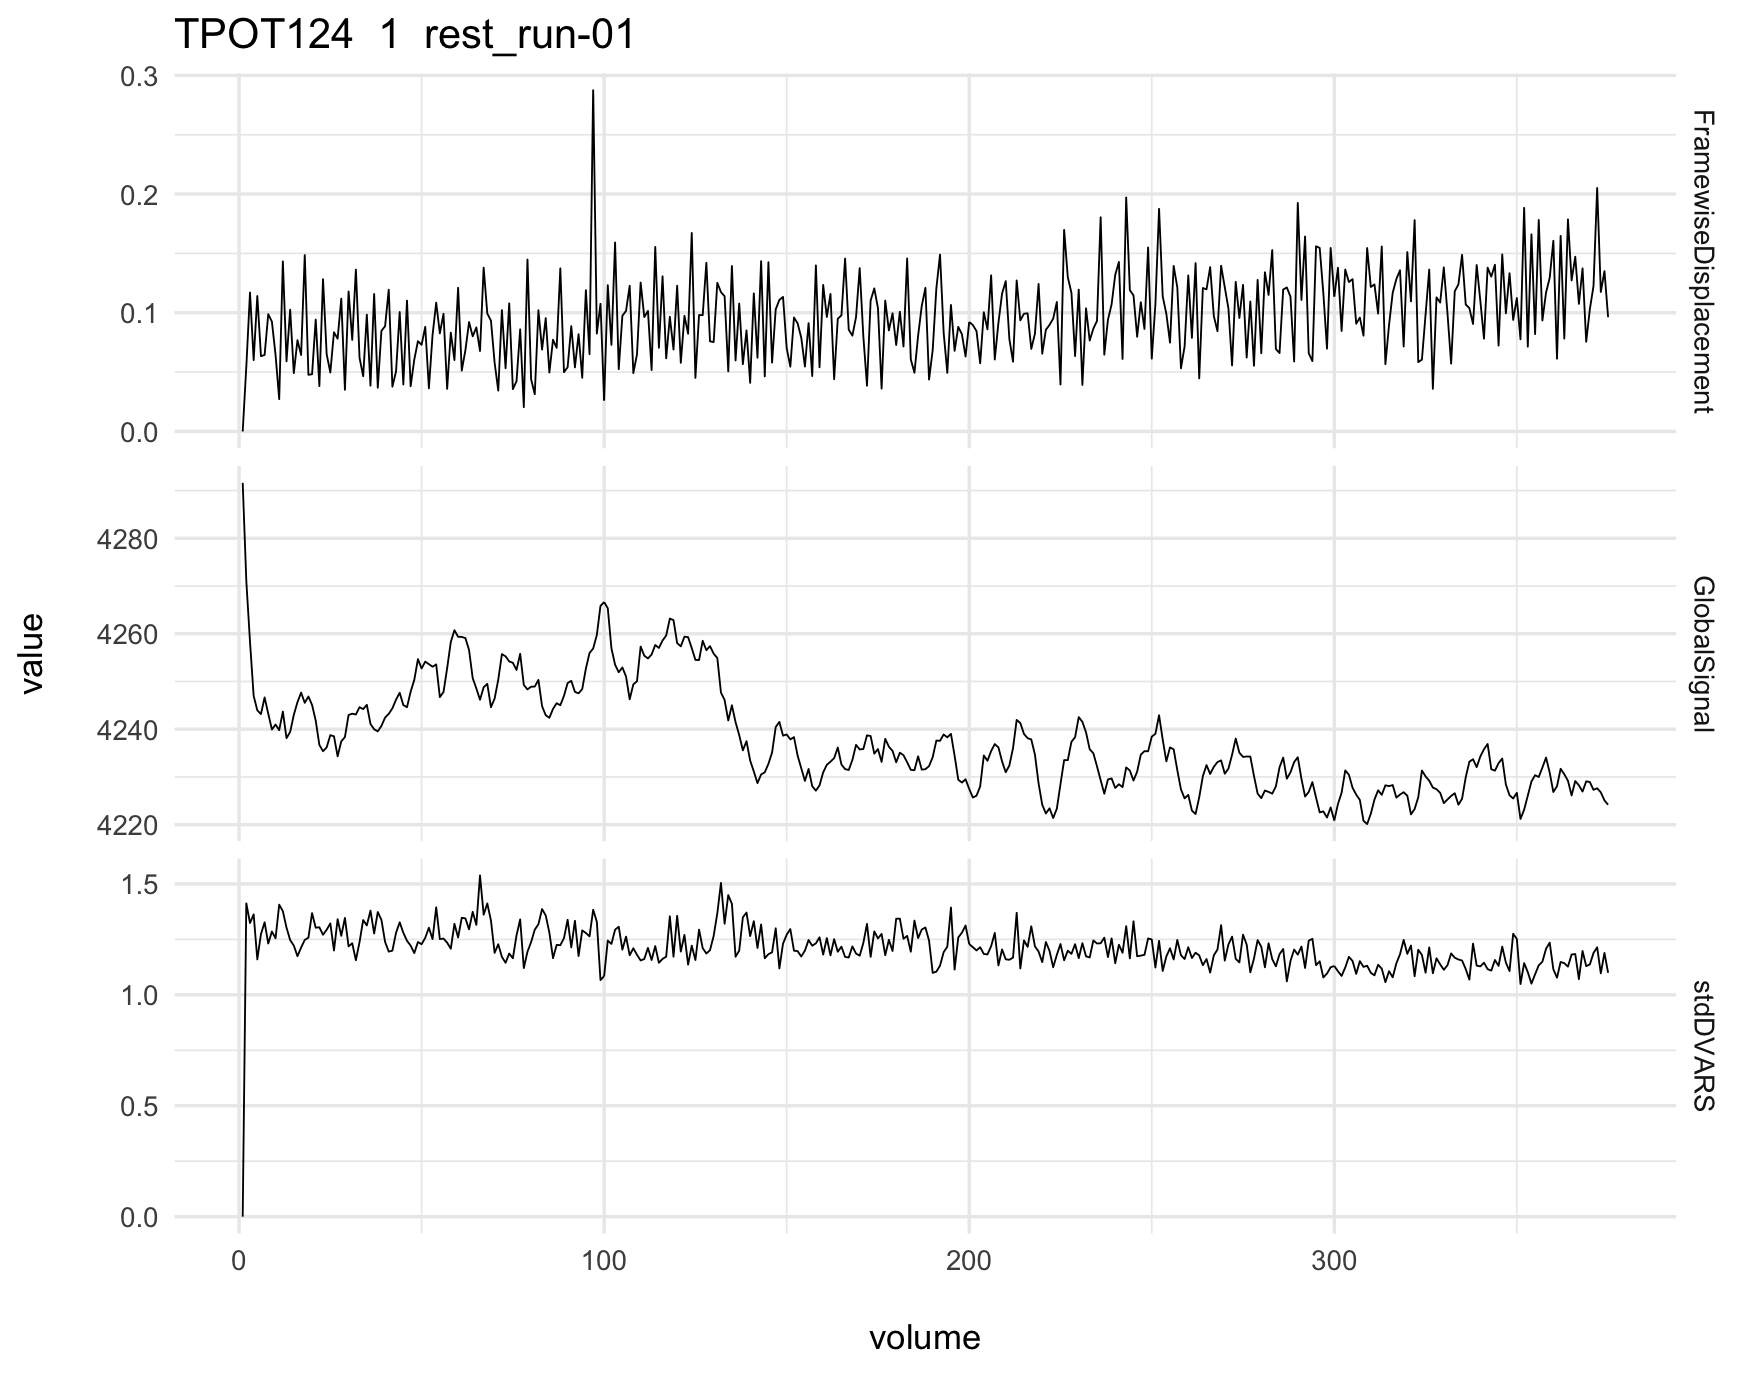 TPOT124 1 rest_run-01
0.3
0.2
0.1
0.0
FramewiseDisplacement
4280
4260
4240
4220
GlobalSignal
1.5
1.0
0.5
0.0
stdDVARS
value
0 100 200 300
volume